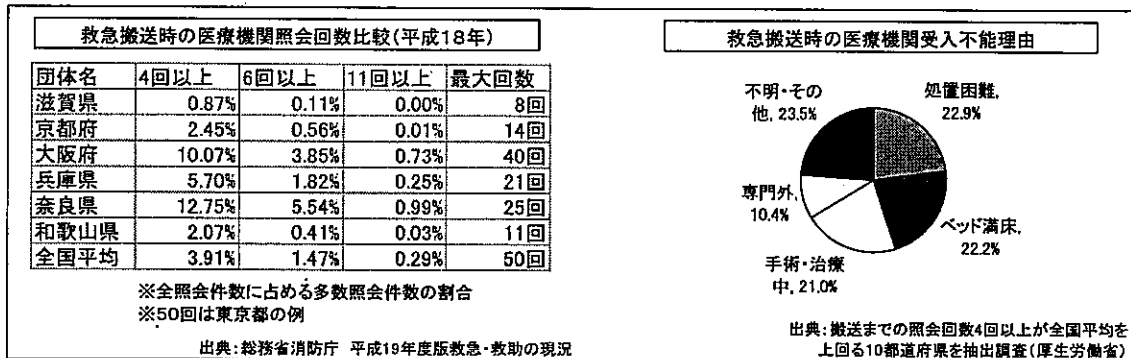 救急搬送時の医療機関照会回数比較(平成18年)
団体名 4回以上 6回以上 11回以上 最大回数
滋賀県 0.87% 0.11% 0.00% 8回
京都府 2.45% 0.56% 0.01% 14回
大阪府 10.07% 3.85% 0.73% 40回
兵庫県 5.70% 1.82% 0.25% 21回
奈良県 12.75% 5.54% 0.99% 25回
和歌山県 2.07% 0.41% 0.03% 11回
全国平均 3.91% 1.47% 0.29% 50回
※全照会件数に占める多数照会件数の割合
※50回は東京都の例
出典:総務省消防庁 平成19年度版救急・救助の現況
救急搬送時の医療機関受入不能理由
不明・その
他, 23.5%
処置困難,
22.9%
専門外,
10.4%
ベッド満床,
22.2%
手術・治療
中, 21.0%
出典:搬送までの照会回数4回以上が全国平均を
上回る10都道府県を抽出調査(厚生労働省)